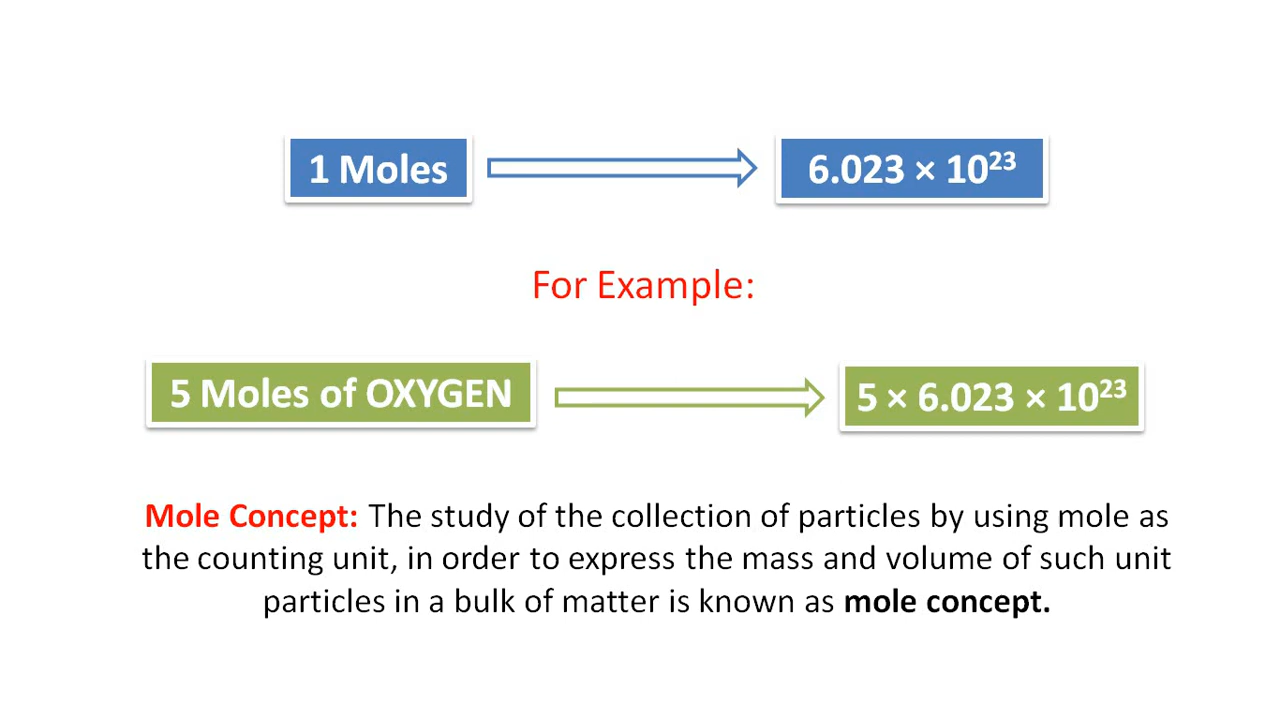 1 Moles
6.023 × 10²³
For Example:
5 Moles of OXYGEN
5 × 6.023 × 10²³
Mole Concept: The study of the collection of particles by using mole as
the counting unit, in order to express the mass and volume of such unit
particles in a bulk of matter is known as mole concept.